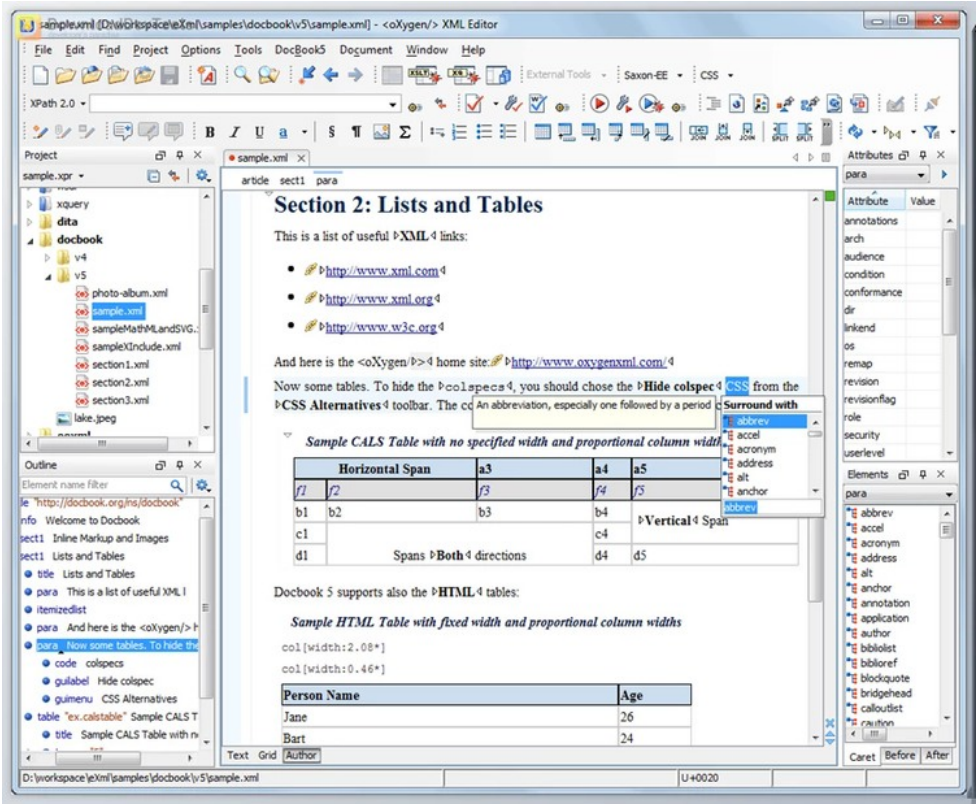 sample.xml [D:\workspace\eXml\samples\docbook\v5\sample.xml] - <oXygen/> XML Editor
File Edit Find Project Options Tools DocBook5 Document Window Help
External Tools Saxon-EE CSS
XPath 2.0
B I U a § ¶ Σ
JOIN JOIN SPLIT SPLIT
Project
sample.xpr
xquery
dita
docbook
v4
v5
photo-album.xml
sample.xml
sampleMathMLandSVG.
sampleXInclude.xml
section1.xml
section2.xml
section3.xml
lake.jpeg
Outline
Element name filter
le "http://docbook.org/ns/docbook"
nfo Welcome to Docbook
sect1 Inline Markup and Images
sect1 Lists and Tables
title Lists and Tables
para This is a list of useful XML l
itemizedlist
para And here is the <oXygen/> h
para Now some tables. To hide the
code colspecs
guilabel Hide colspec
guimenu CSS Alternatives
table "ex.calstable" Sample CALS T
title Sample CALS Table with n
sample.xml
article sect1 para
Section 2: Lists and Tables
This is a list of useful XML links:
http://www.xml.com
http://www.xml.org
http://www.w3c.org
And here is the <oXygen/> home site: http://www.oxygenxml.com/
Now some tables. To hide the colspecs, you should chose the Hide colspec CSS from the
CSS Alternatives toolbar. The co
An abbreviation, especially one followed by a period
Surround with
abbrev
accel
acronym
address
alt
anchor
abbrev
Sample CALS Table with no specified width and proportional column widt
Horizontal Span a3 a4 a5
f1 f2 f3 f4 f5
b1 b2 b3 b4 Vertical Span
c1 c4
d1 Spans Both directions d4 d5
Docbook 5 supports also the HTML tables:
Sample HTML Table with fixed width and proportional column widths
col[width:2.08*]
col[width:0.46*]
Person Name Age
Jane 26
Bart 24
Text Grid Author
Attributes
para
Attribute Value
annotations
arch
audience
condition
conformance
dir
linkend
os
remap
revision
revisionflag
role
security
userlevel
Elements
para
abbrev
accel
acronym
address
alt
anchor
annotation
application
author
bibliolist
biblioref
blockquote
bridgehead
calloutlist
caution
Caret Before After
D:\workspace\eXml\samples\docbook\v5\sample.xml U+0020